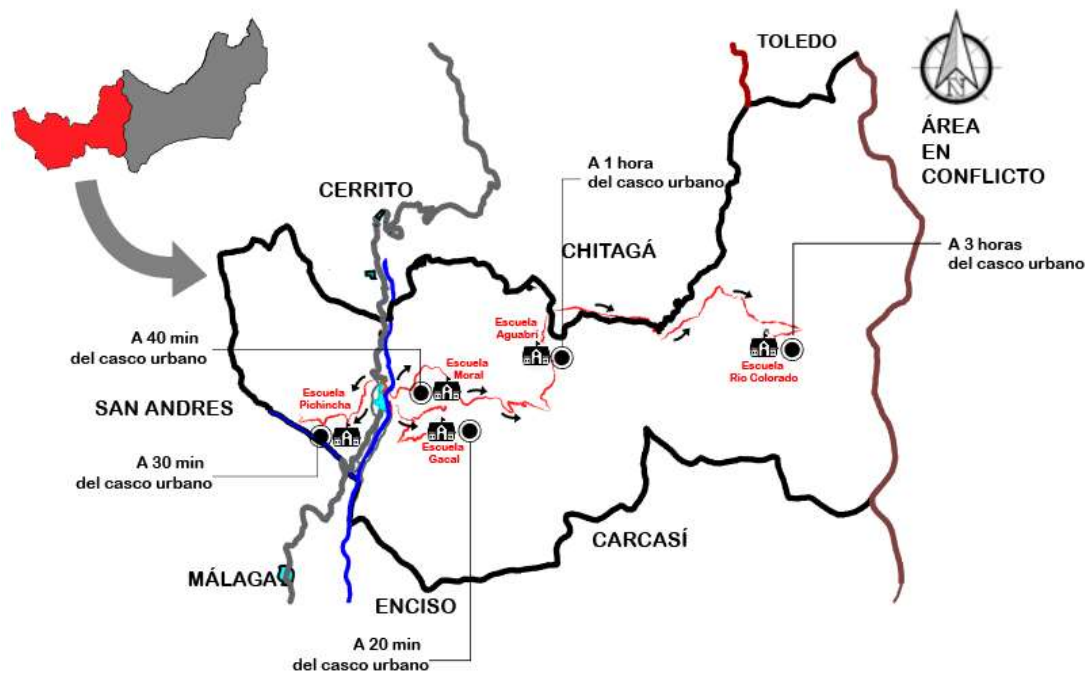 TOLEDO
N
ÁREA
EN
CONFLICTO
A 1 hora
del casco urbano
CERRITO
CHITAGÁ
A 3 horas
del casco urbano
A 40 min
del casco urbano
Escuela
Aguabrí
Escuela
Moral
Escuela
Rio Colorado
Escuela
Pichincha
SAN ANDRES
Escuela
Gacal
A 30 min
del casco urbano
CARCASÍ
MÁLAGA
ENCISO
A 20 min
del casco urbano